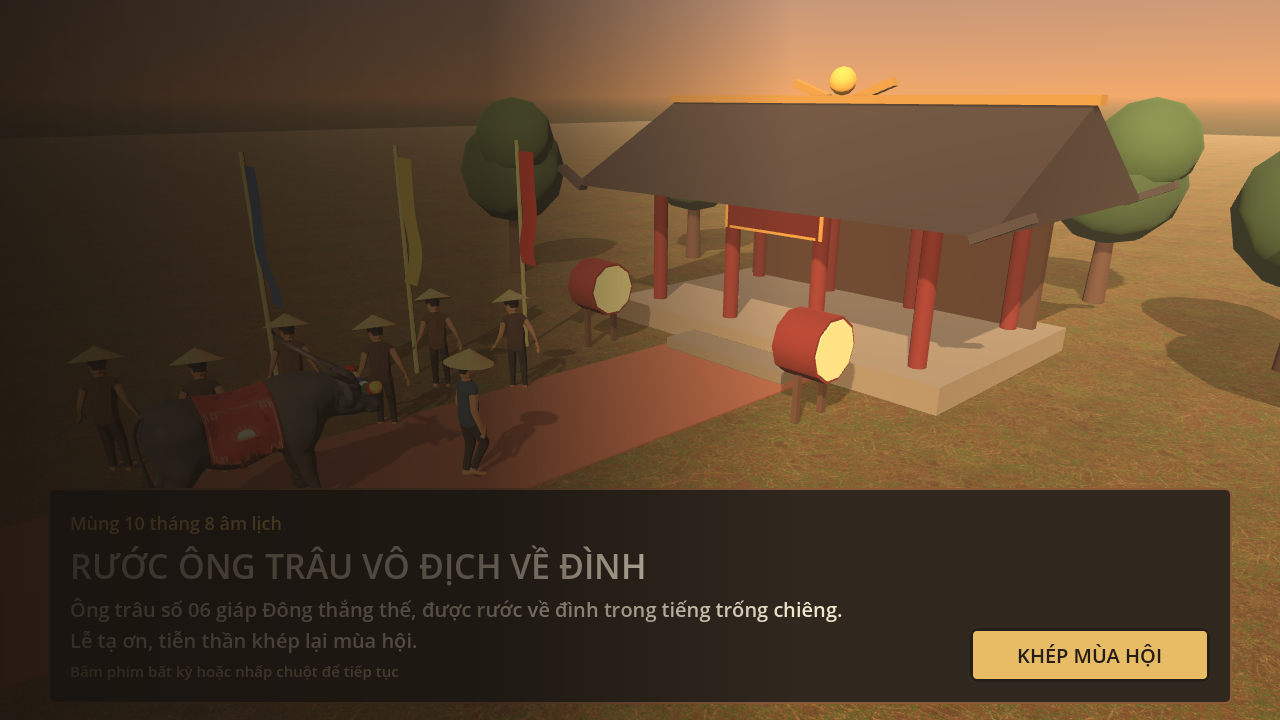 Mùng 10 tháng 8 âm lịch
RƯỚC ÔNG TRÂU VÔ ĐỊCH VỀ ĐÌNH
Ông trâu số 06 giáp Đông thắng thế, được rước về đình trong tiếng trống chiêng.
Lễ tạ ơn, tiễn thần khép lại mùa hội.
Bấm phím bất kỳ hoặc nhấp chuột để tiếp tục
KHÉP MÙA HỘI